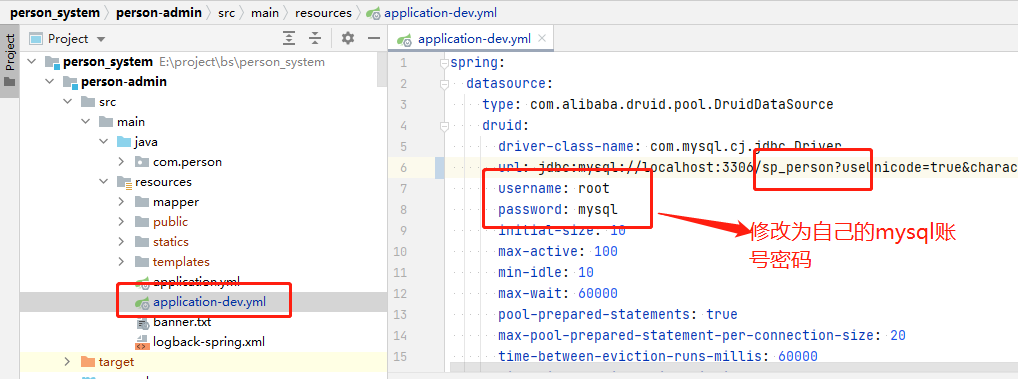 person_system person-admin src main resources application-dev.yml
Project
Project
application-dev.yml
person_system E:\project\bs\person_system
person-admin
src
main
java
com.person
resources
mapper
public
statics
templates
application.yml
application-dev.yml
banner.txt
logback-spring.xml
target
1 spring:
2 datasource:
3 type: com.alibaba.druid.pool.DruidDataSource
4 druid:
5 driver-class-name: com.mysql.cj.jdbc.Driver
6 url: jdbc:mysql://localhost:3306/sp_person?useUnicode=true&charac
7 username: root
8 password: mysql
9 initial-size: 10
10 max-active: 100
11 min-idle: 10
12 max-wait: 60000
13 pool-prepared-statements: true
14 max-pool-prepared-statement-per-connection-size: 20
15 time-between-eviction-runs-millis: 60000
修改为自己的mysql账
号密码